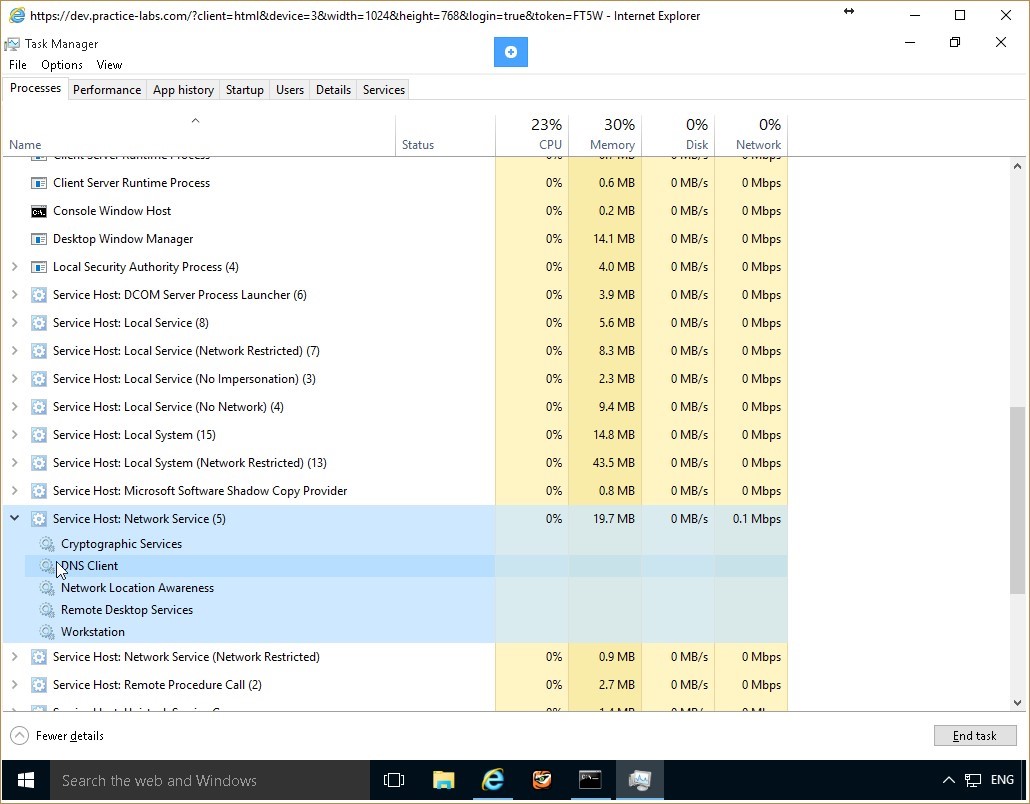 https://dev.practice-labs.com/?client=html&device=3&width=1024&height=768&login=true&token=FT5W - Internet Explorer
Task Manager
File Options View
Processes Performance App history Startup Users Details Services
23% 30% 0% 0%
Name Status CPU Memory Disk Network
Client Server Runtime Process 0% 0.7 MB 0 MB/s 0 Mbps
Client Server Runtime Process 0% 0.6 MB 0 MB/s 0 Mbps
Console Window Host 0% 0.2 MB 0 MB/s 0 Mbps
Desktop Window Manager 0% 14.1 MB 0 MB/s 0 Mbps
Local Security Authority Process (4) 0% 4.0 MB 0 MB/s 0 Mbps
Service Host: DCOM Server Process Launcher (6) 0% 3.9 MB 0 MB/s 0 Mbps
Service Host: Local Service (8) 0% 5.6 MB 0 MB/s 0 Mbps
Service Host: Local Service (Network Restricted) (7) 0% 8.3 MB 0 MB/s 0 Mbps
Service Host: Local Service (No Impersonation) (3) 0% 2.3 MB 0 MB/s 0 Mbps
Service Host: Local Service (No Network) (4) 0% 9.4 MB 0 MB/s 0 Mbps
Service Host: Local System (15) 0% 14.8 MB 0 MB/s 0 Mbps
Service Host: Local System (Network Restricted) (13) 0% 43.5 MB 0 MB/s 0 Mbps
Service Host: Microsoft Software Shadow Copy Provider 0% 0.8 MB 0 MB/s 0 Mbps
Service Host: Network Service (5) 0% 19.7 MB 0 MB/s 0.1 Mbps
Cryptographic Services
DNS Client
Network Location Awareness
Remote Desktop Services
Workstation
Service Host: Network Service (Network Restricted) 0% 0.9 MB 0 MB/s 0 Mbps
Service Host: Remote Procedure Call (2) 0% 2.7 MB 0 MB/s 0 Mbps
Fewer details End task
Search the web and Windows ENG